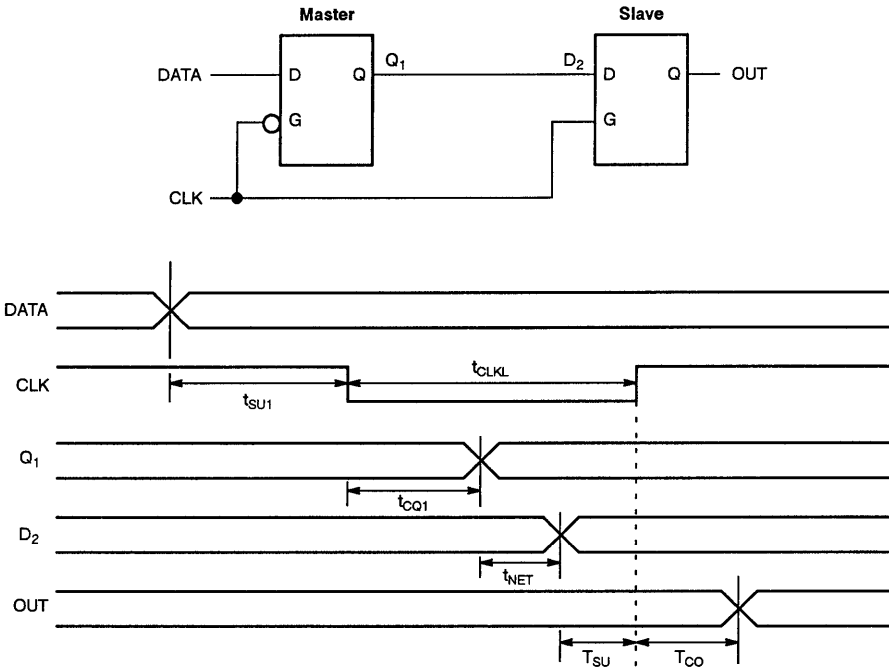 Master
Slave
DATA D Q Q1 D2 D Q OUT
G G
CLK
DATA
CLK
tSU1
tCLKL
Q1
tCQ1
D2
tNET
OUT
TSU
TCO